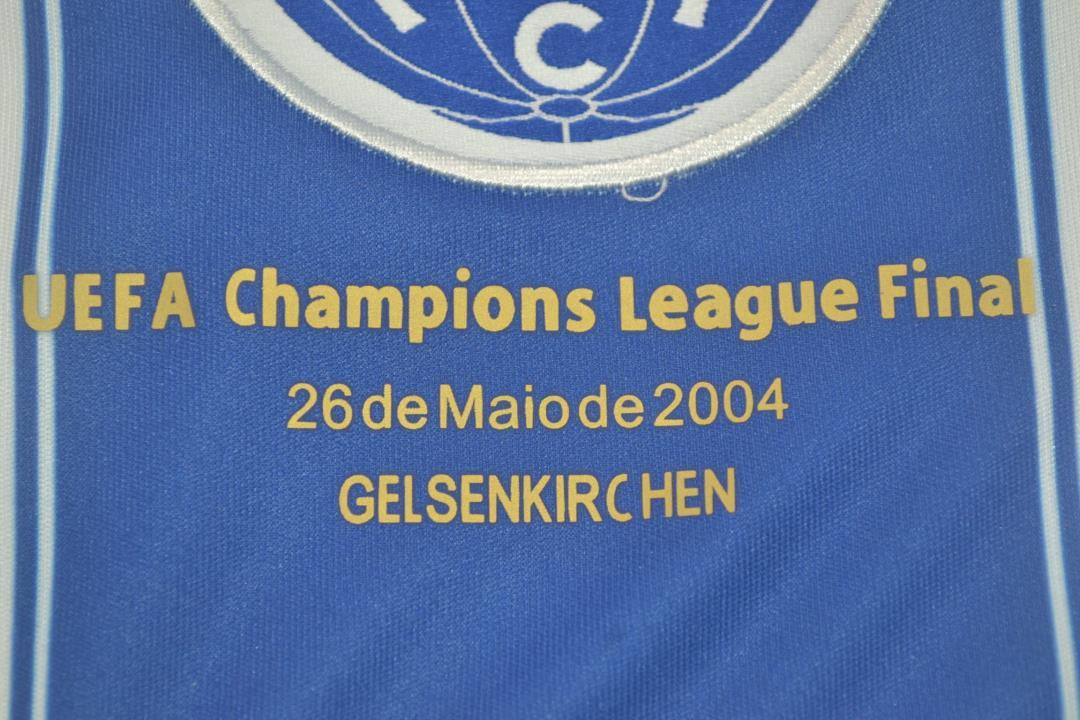 C
UEFA Champions League Final
26 de Maio de 2004
GELSENKIRCHEN